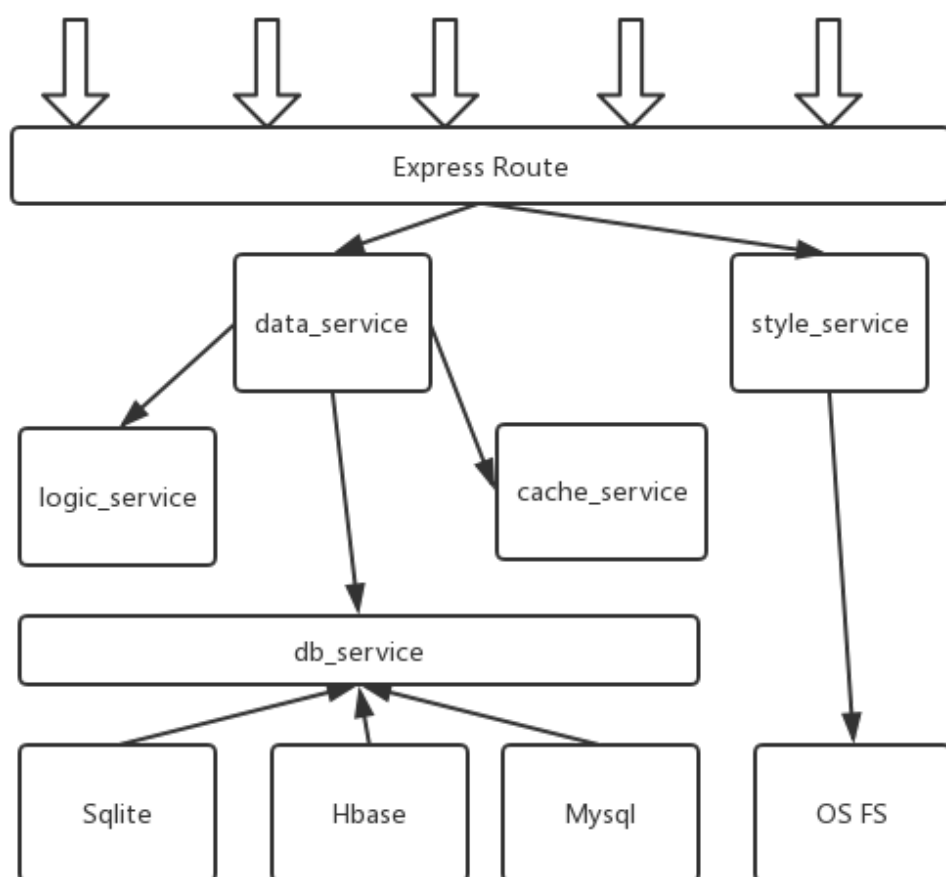 Express Route
data_service
style_service
logic_service
cache_service
db_service
Sqlite
Hbase
Mysql
OS FS